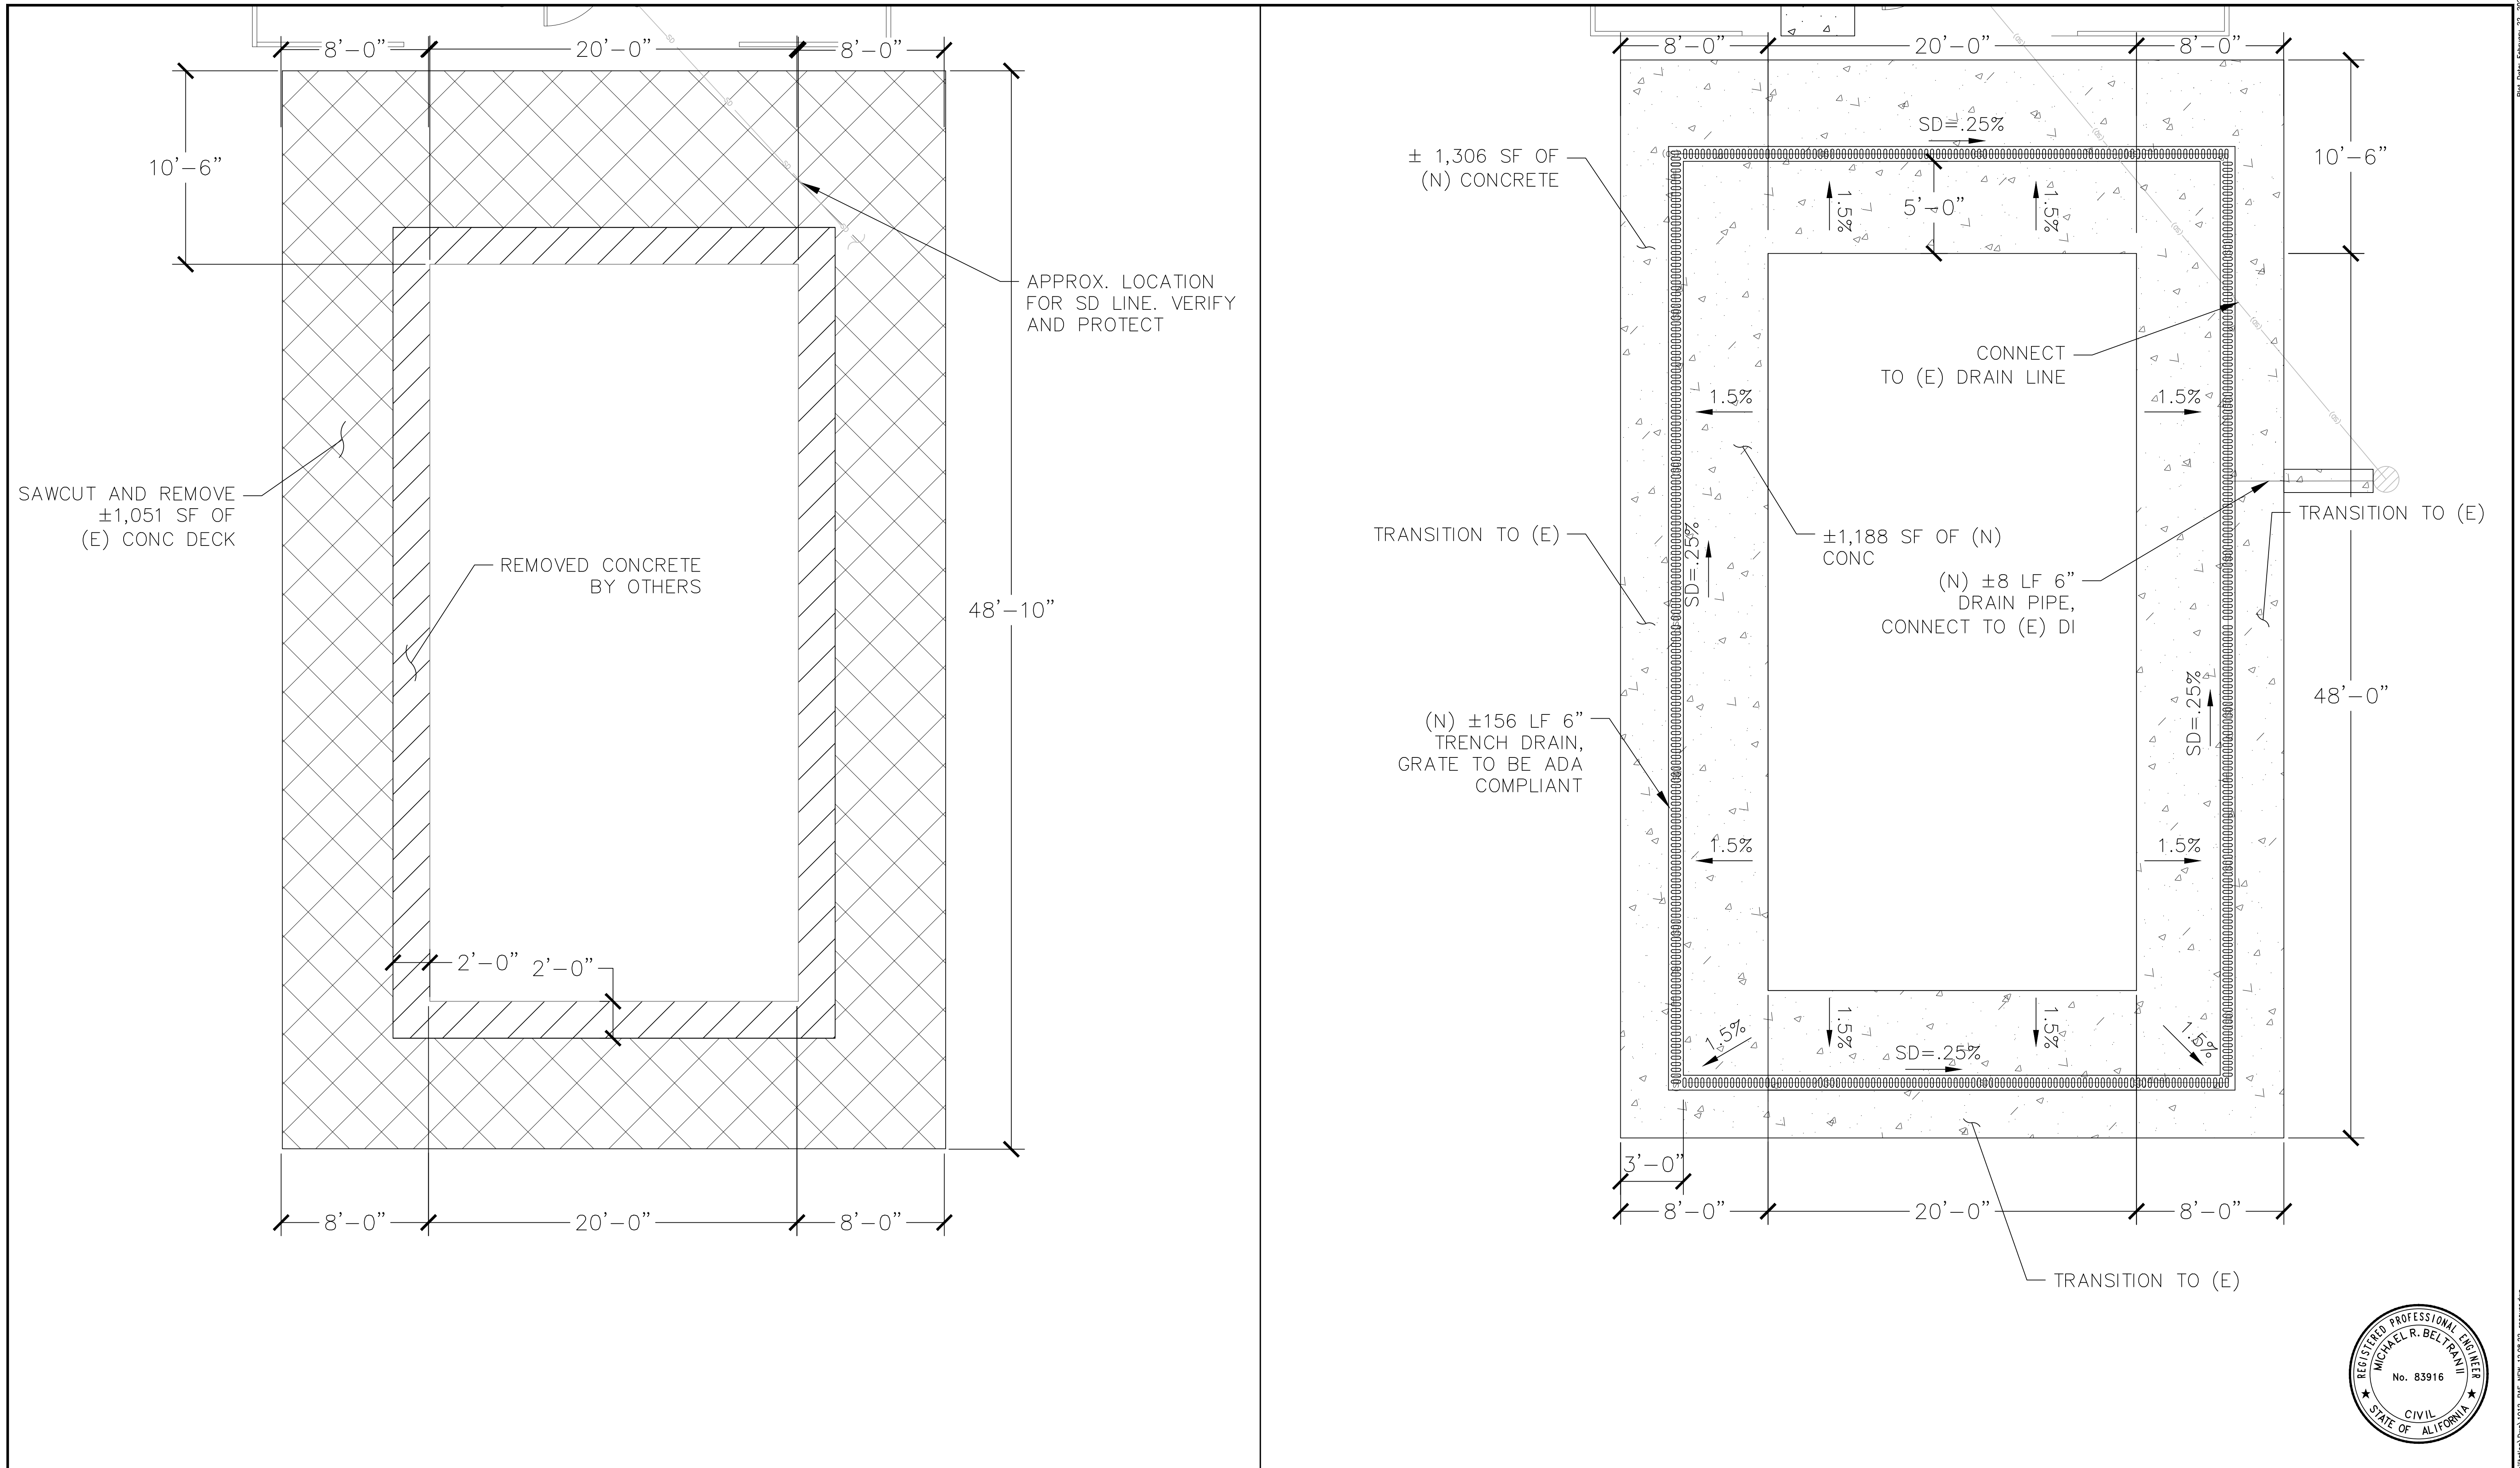 8'-0"
20'-0"
8'-0"
10'-6"
SD
SD
SD
SD
APPROX. LOCATION
FOR SD LINE. VERIFY
AND PROTECT
SAWCUT AND REMOVE
±1,051 SF OF
(E) CONC DECK
REMOVED CONCRETE
BY OTHERS
48'-10"
2'-0"
2'-0"
8'-0"
20'-0"
8'-0"
8'-0"
20'-0"
8'-0"
SD=.25%
± 1,306 SF OF
(N) CONCRETE
10'-6"
1.5%
5'-0"
1.5%
CONNECT
TO (E) DRAIN LINE
1.5%
1.5%
TRANSITION TO (E)
SD=.25%
±1,188 SF OF (N)
CONC
TRANSITION TO (E)
(N) ±8 LF 6"
DRAIN PIPE,
CONNECT TO (E) DI
48'-0"
SD=.25%
(N) ±156 LF 6"
TRENCH DRAIN,
GRATE TO BE ADA
COMPLIANT
1.5%
1.5%
1.5%
1.5%
1.5%
1.5%
SD=.25%
3'-0"
8'-0"
20'-0"
8'-0"
TRANSITION TO (E)
REGISTERED PROFESSIONAL ENGINEER
MICHAEL R. BELTRAN II
No. 83916
CIVIL
STATE OF ALIFORNIA